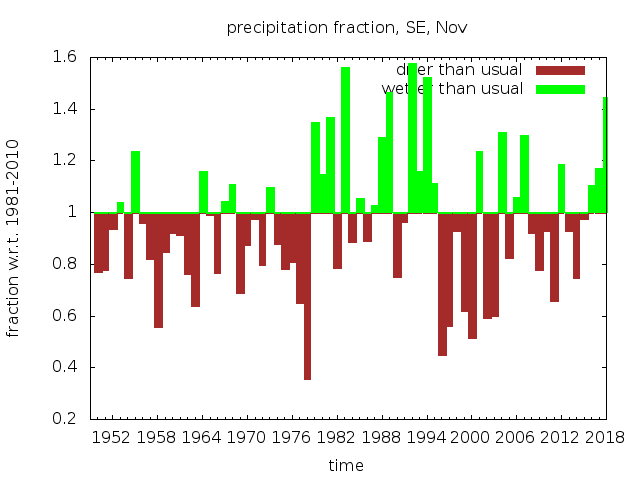 precipitation fraction, SE, Nov
drier than usual
wetter than usual
fraction w.r.t. 1981-2010
1.6
1.4
1.2
1
0.8
0.6
0.4
0.2
1952 1958 1964 1970 1976 1982 1988 1994 2000 2006 2012 2018
time